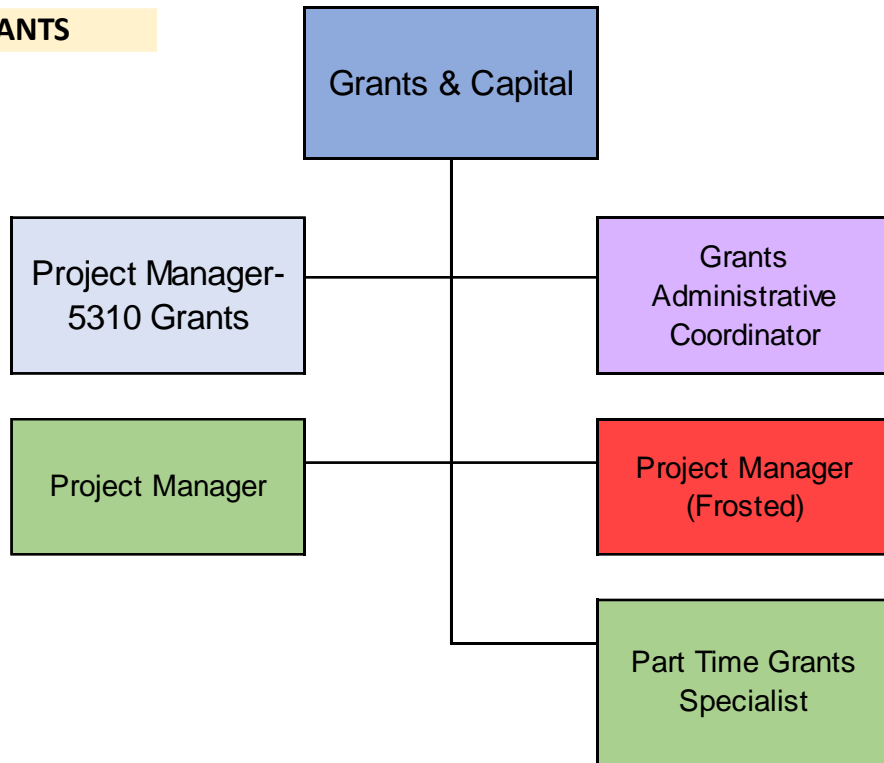 ANTS
Grants & Capital
Project Manager-
5310 Grants
Grants
Administrative
Coordinator
Project Manager
Project Manager
(Frosted)
Part Time Grants
Specialist